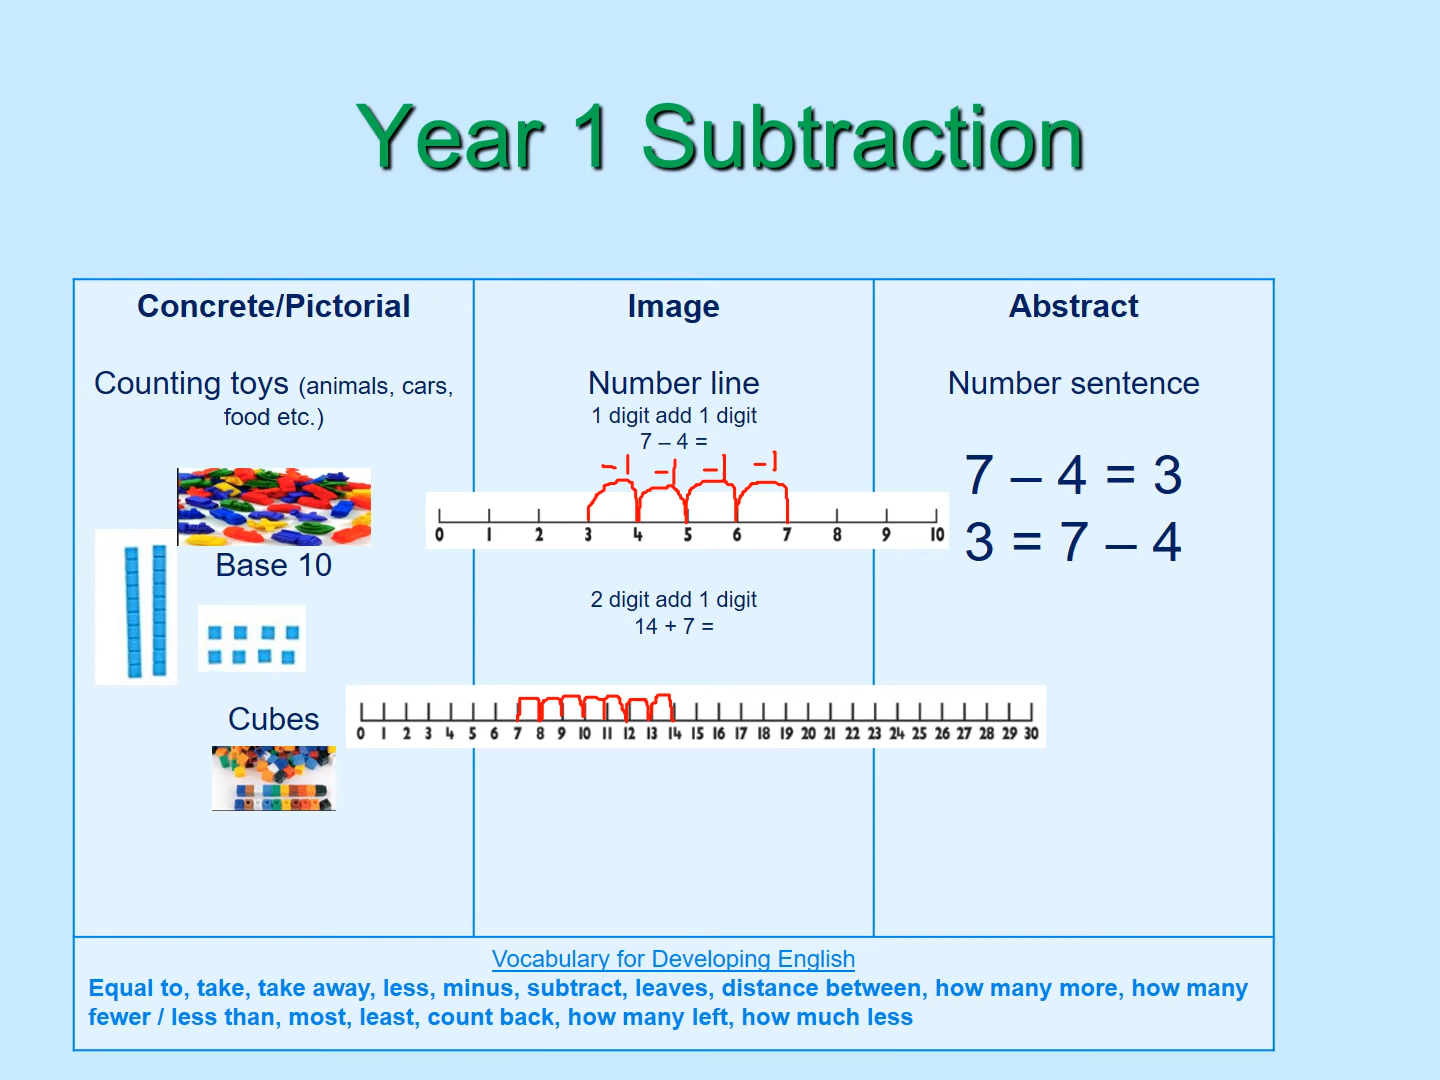 Year 1 Subtraction
Concrete/Pictorial
Counting toys (animals, cars,
food etc.)
Base 10
Cubes
Image
Number line
1 digit add 1 digit
7 – 4 =
-1 -1 -1 -1
0 1 2 3 4 5 6 7 8 9 10
2 digit add 1 digit
14 + 7 =
0 1 2 3 4 5 6 7 8 9 10 11 12 13 14 15 16 17 18 19 20 21 22 23 24 25 26 27 28 29 30
Abstract
Number sentence
7 – 4 = 3
3 = 7 – 4
Vocabulary for Developing English
Equal to, take, take away, less, minus, subtract, leaves, distance between, how many more, how many
fewer / less than, most, least, count back, how many left, how much less